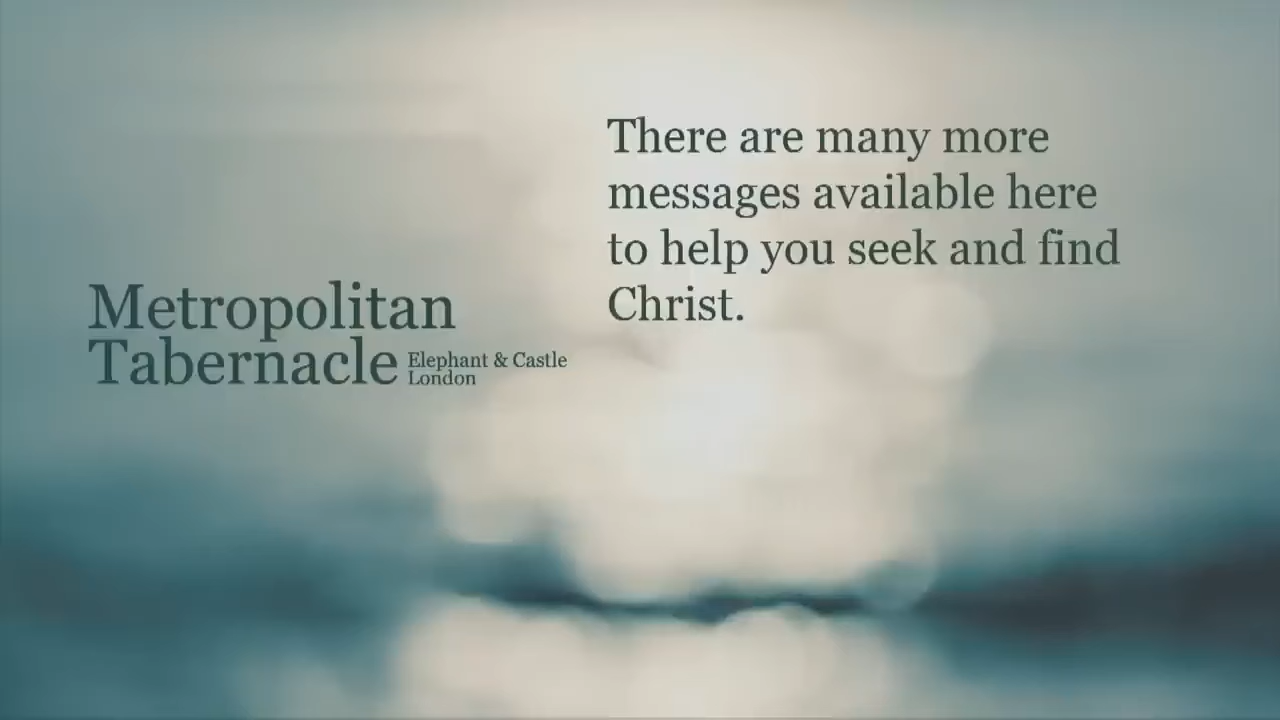 Metropolitan
Tabernacle Elephant & Castle
London
There are many more
messages available here
to help you seek and find
Christ.